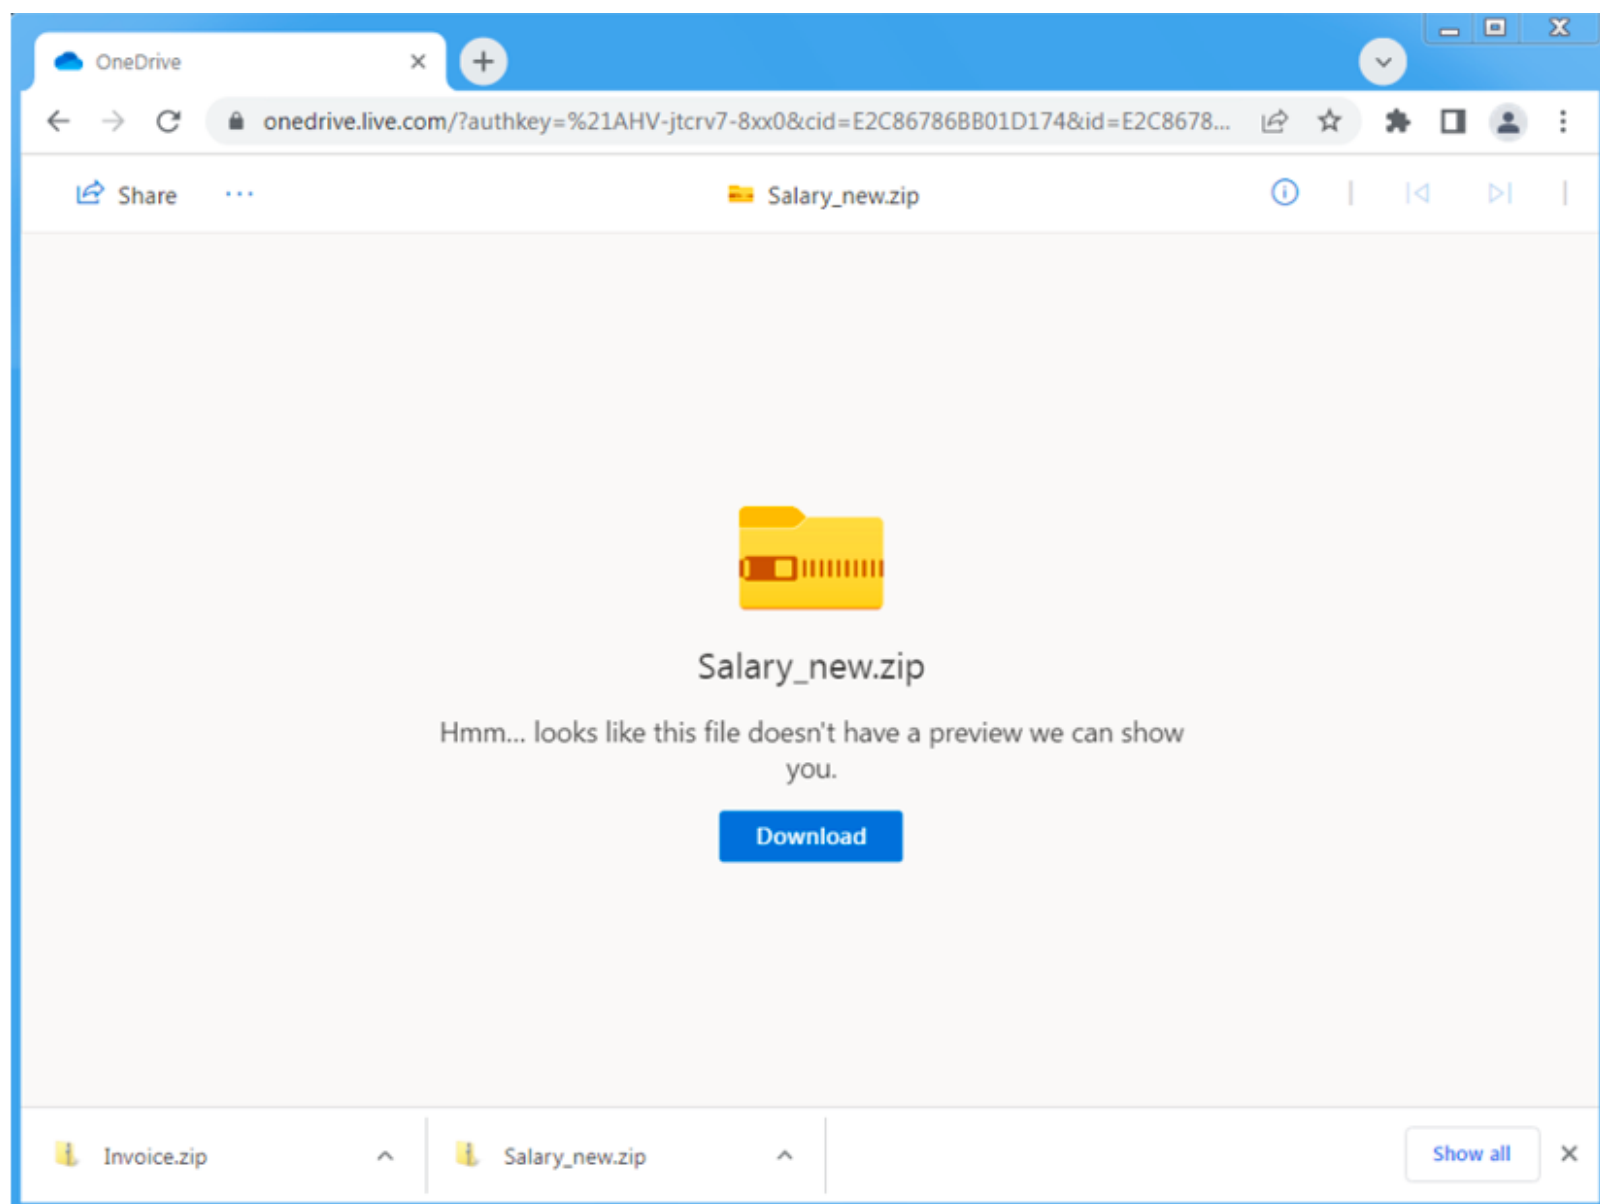 OneDrive
onedrive.live.com/?authkey=%21AHV-jtcrv7-8xx0&cid=E2C86786BB01D174&id=E2C8678...
Share
Salary_new.zip
Salary_new.zip
Hmm... looks like this file doesn't have a preview we can show
you.
Download
Invoice.zip
Salary_new.zip
Show all